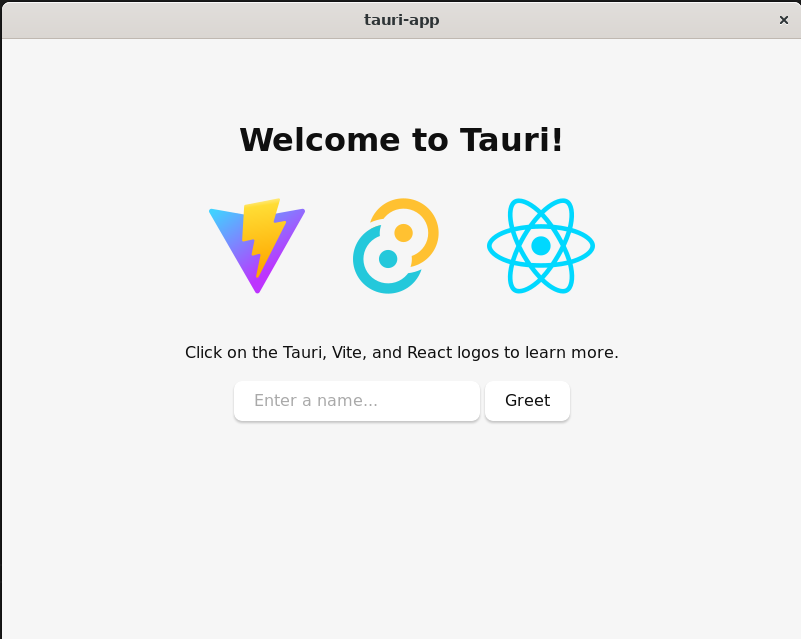 tauri-app
Welcome to Tauri!
Click on the Tauri, Vite, and React logos to learn more.
Enter a name...
Greet